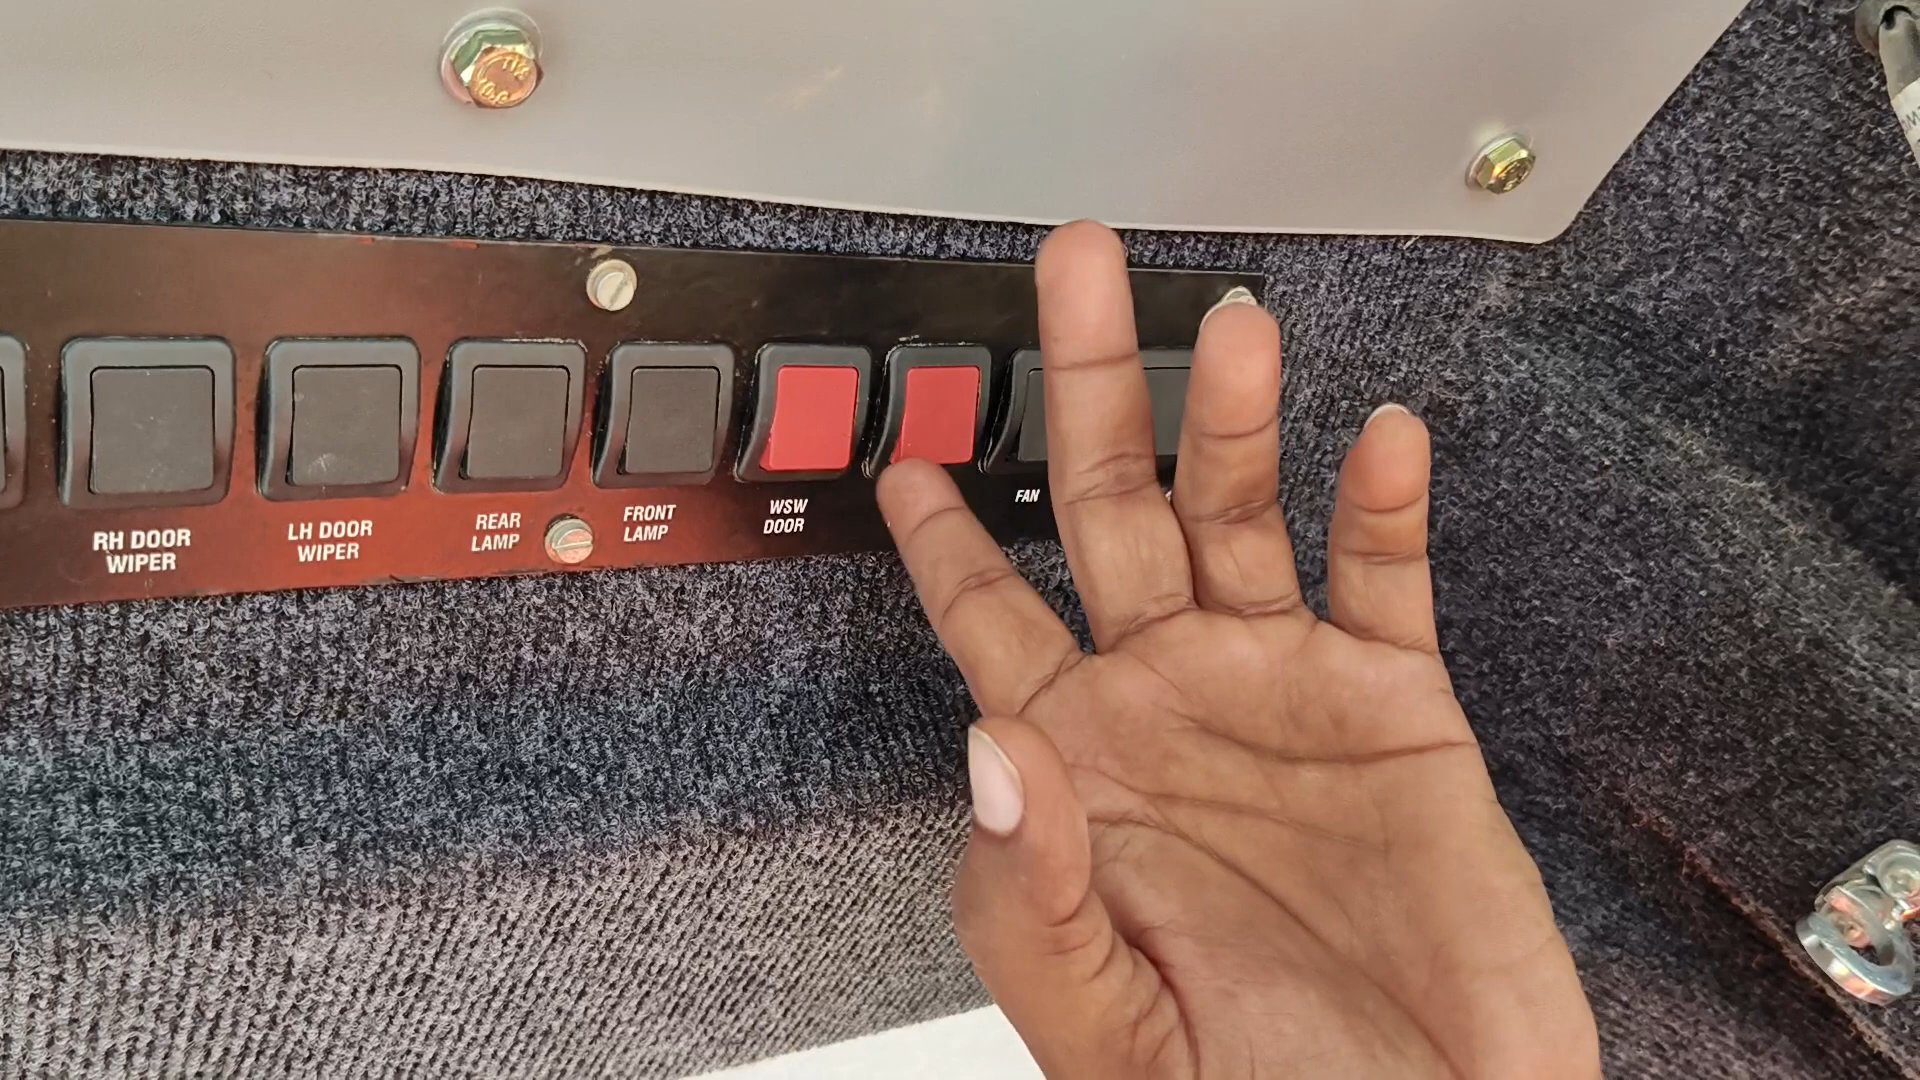 RH DOOR
WIPER
LH DOOR
WIPER
REAR
LAMP
FRONT
LAMP
WSW
DOOR
FAN